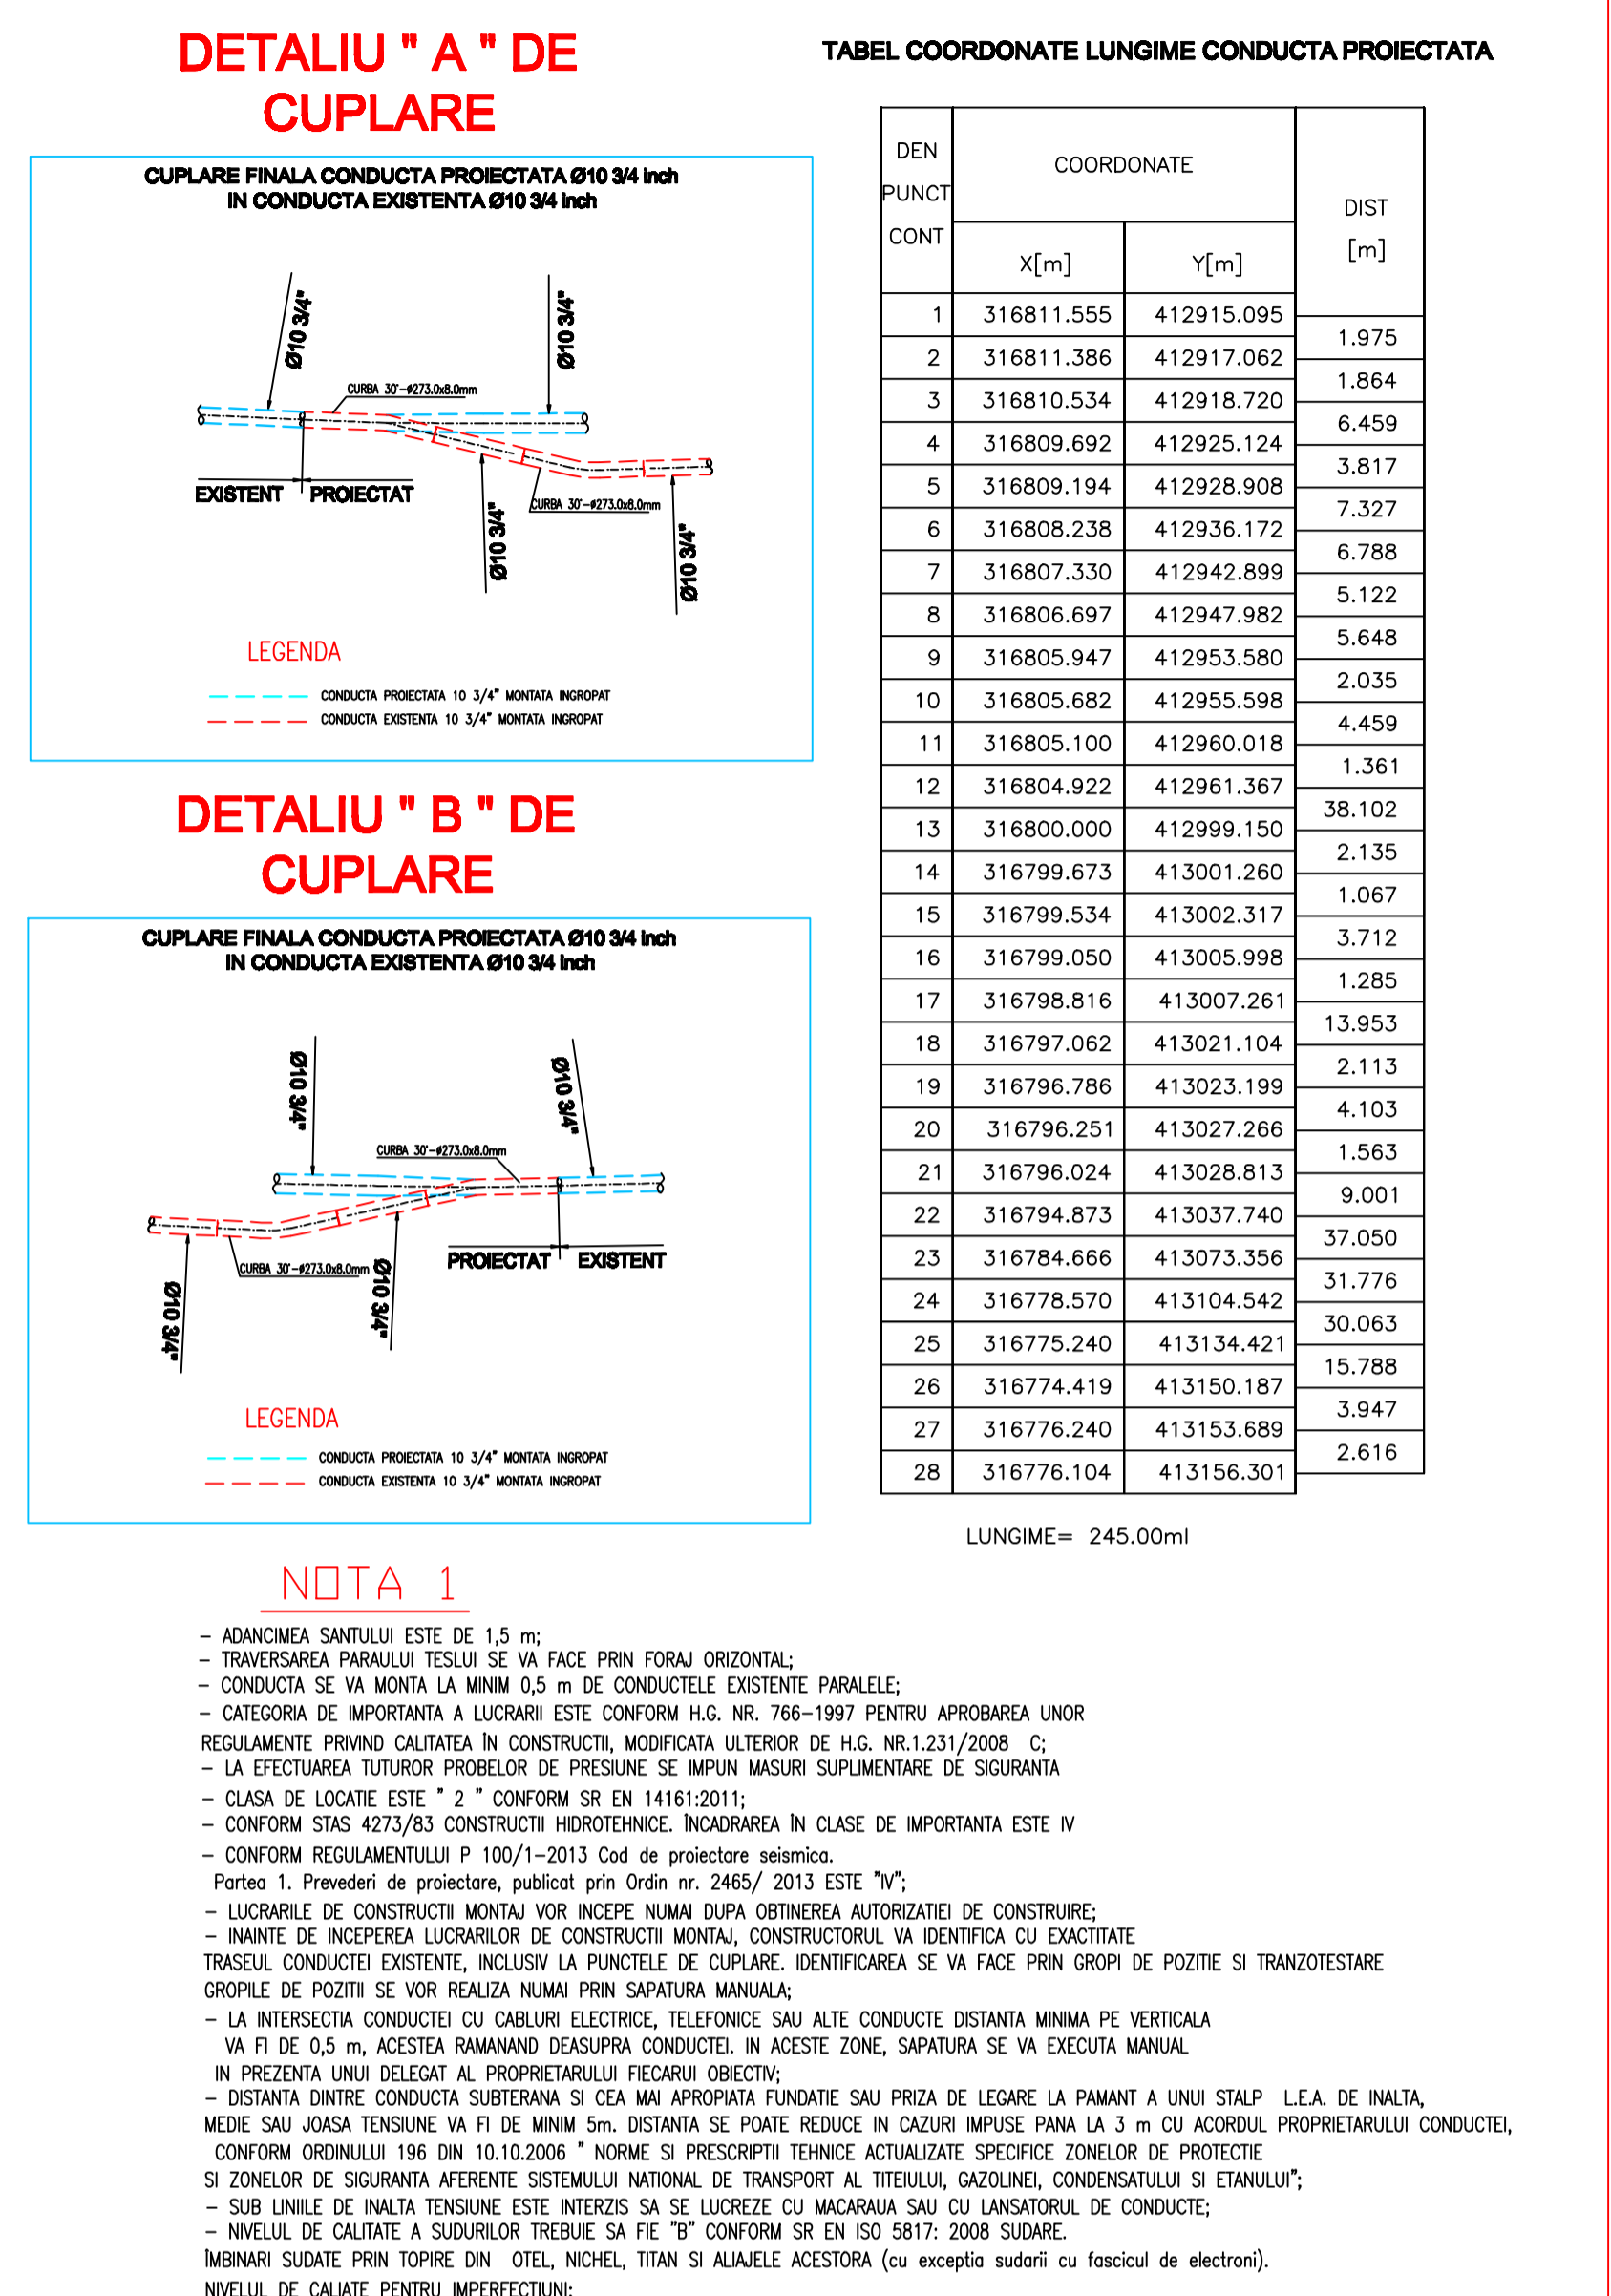 DETALIU " A " DE
CUPLARE
CUPLARE FINALA CONDUCTA PROIECTATA Ø10 3/4 inch
IN CONDUCTA EXISTENTA Ø10 3/4 inch
Ø10 3/4"
Ø10 3/4"
CURBA 30°-ø273.0x8.0mm
EXISTENT
PROIECTAT
CURBA 30°-ø273.0x8.0mm
Ø10 3/4"
Ø10 3/4"
LEGENDA
CONDUCTA PROIECTATA 10 3/4" MONTATA INGROPAT
CONDUCTA EXISTENTA 10 3/4" MONTATA INGROPAT
DETALIU " B " DE
CUPLARE
CUPLARE FINALA CONDUCTA PROIECTATA Ø10 3/4 inch
IN CONDUCTA EXISTENTA Ø10 3/4 inch
Ø10 3/4"
Ø10 3/4"
CURBA 30°-ø273.0x8.0mm
PROIECTAT
EXISTENT
CURBA 30°-ø273.0x8.0mm
Ø10 3/4"
Ø10 3/4"
LEGENDA
CONDUCTA PROIECTATA 10 3/4" MONTATA INGROPAT
CONDUCTA EXISTENTA 10 3/4" MONTATA INGROPAT
TABEL COORDONATE LUNGIME CONDUCTA PROIECTATA
DEN
PUNCT
CONT
COORDONATE
X[m]
Y[m]
DIST
[m]
1 316811.555 412915.095
1.975
2 316811.386 412917.062
1.864
3 316810.534 412918.720
6.459
4 316809.692 412925.124
3.817
5 316809.194 412928.908
7.327
6 316808.238 412936.172
6.788
7 316807.330 412942.899
5.122
8 316806.697 412947.982
5.648
9 316805.947 412953.580
2.035
10 316805.682 412955.598
4.459
11 316805.100 412960.018
1.361
12 316804.922 412961.367
38.102
13 316800.000 412999.150
2.135
14 316799.673 413001.260
1.067
15 316799.534 413002.317
3.712
16 316799.050 413005.998
1.285
17 316798.816 413007.261
13.953
18 316797.062 413021.104
2.113
19 316796.786 413023.199
4.103
20 316796.251 413027.266
1.563
21 316796.024 413028.813
9.001
22 316794.873 413037.740
37.050
23 316784.666 413073.356
31.776
24 316778.570 413104.542
30.063
25 316775.240 413134.421
15.788
26 316774.419 413150.187
3.947
27 316776.240 413153.689
2.616
28 316776.104 413156.301
LUNGIME= 245.00ml
NOTA 1
– ADANCIMEA SANTULUI ESTE DE 1,5 m;
– TRAVERSAREA PARAULUI TESLUI SE VA FACE PRIN FORAJ ORIZONTAL;
– CONDUCTA SE VA MONTA LA MINIM 0,5 m DE CONDUCTELE EXISTENTE PARALELE;
– CATEGORIA DE IMPORTANTA A LUCRARII ESTE CONFORM H.G. NR. 766–1997 PENTRU APROBAREA UNOR
REGULAMENTE PRIVIND CALITATEA ÎN CONSTRUCTII, MODIFICATA ULTERIOR DE H.G. NR.1.231/2008 C;
– LA EFECTUAREA TUTUROR PROBELOR DE PRESIUNE SE IMPUN MASURI SUPLIMENTARE DE SIGURANTA
– CLASA DE LOCATIE ESTE " 2 " CONFORM SR EN 14161:2011;
– CONFORM STAS 4273/83 CONSTRUCTII HIDROTEHNICE. ÎNCADRAREA ÎN CLASE DE IMPORTANTA ESTE IV
– CONFORM REGULAMENTULUI P 100/1–2013 Cod de proiectare seismica.
Partea 1. Prevederi de proiectare, publicat prin Ordin nr. 2465/ 2013 ESTE "IV";
– LUCRARILE DE CONSTRUCTII MONTAJ VOR INCEPE NUMAI DUPA OBTINEREA AUTORIZATIEI DE CONSTRUIRE;
– INAINTE DE INCEPEREA LUCRARILOR DE CONSTRUCTII MONTAJ, CONSTRUCTORUL VA IDENTIFICA CU EXACTITATE
TRASEUL CONDUCTEI EXISTENTE, INCLUSIV LA PUNCTELE DE CUPLARE. IDENTIFICAREA SE VA FACE PRIN GROPI DE POZITIE SI TRANZOTESTARE
GROPILE DE POZITII SE VOR REALIZA NUMAI PRIN SAPATURA MANUALA;
– LA INTERSECTIA CONDUCTEI CU CABLURI ELECTRICE, TELEFONICE SAU ALTE CONDUCTE DISTANTA MINIMA PE VERTICALA
VA FI DE 0,5 m, ACESTEA RAMANAND DEASUPRA CONDUCTEI. IN ACESTE ZONE, SAPATURA SE VA EXECUTA MANUAL
IN PREZENTA UNUI DELEGAT AL PROPRIETARULUI FIECARUI OBIECTIV;
– DISTANTA DINTRE CONDUCTA SUBTERANA SI CEA MAI APROPIATA FUNDATIE SAU PRIZA DE LEGARE LA PAMANT A UNUI STALP L.E.A. DE INALTA,
MEDIE SAU JOASA TENSIUNE VA FI DE MINIM 5m. DISTANTA SE POATE REDUCE IN CAZURI IMPUSE PANA LA 3 m CU ACORDUL PROPRIETARULUI CONDUCTEI,
CONFORM ORDINULUI 196 DIN 10.10.2006 " NORME SI PRESCRIPTII TEHNICE ACTUALIZATE SPECIFICE ZONELOR DE PROTECTIE
SI ZONELOR DE SIGURANTA AFERENTE SISTEMULUI NATIONAL DE TRANSPORT AL TITEIULUI, GAZOLINEI, CONDENSATULUI SI ETANULUI";
– SUB LINIILE DE INALTA TENSIUNE ESTE INTERZIS SA SE LUCREZE CU MACARAUA SAU CU LANSATORUL DE CONDUCTE;
– NIVELUL DE CALITATE A SUDURILOR TREBUIE SA FIE "B" CONFORM SR EN ISO 5817: 2008 SUDARE.
ÎMBINARI SUDATE PRIN TOPIRE DIN OTEL, NICHEL, TITAN SI ALIAJELE ACESTORA (cu exceptia sudarii cu fascicul de electroni).
NIVELUL DE CALIATE PENTRU IMPERFECTIUNI;